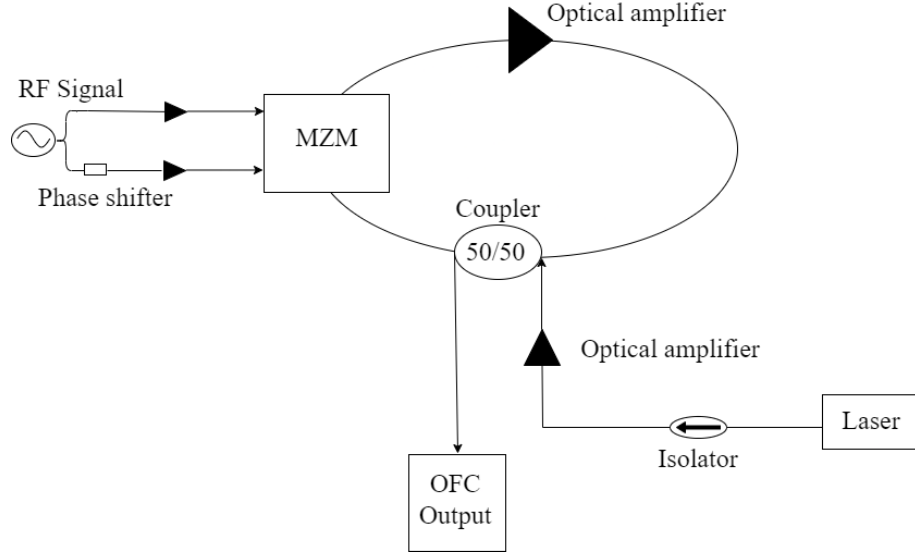 Optical amplifier
RF Signal
MZM
Phase shifter
Coupler
50/50
Optical amplifier
Laser
Isolator
OFC
Output